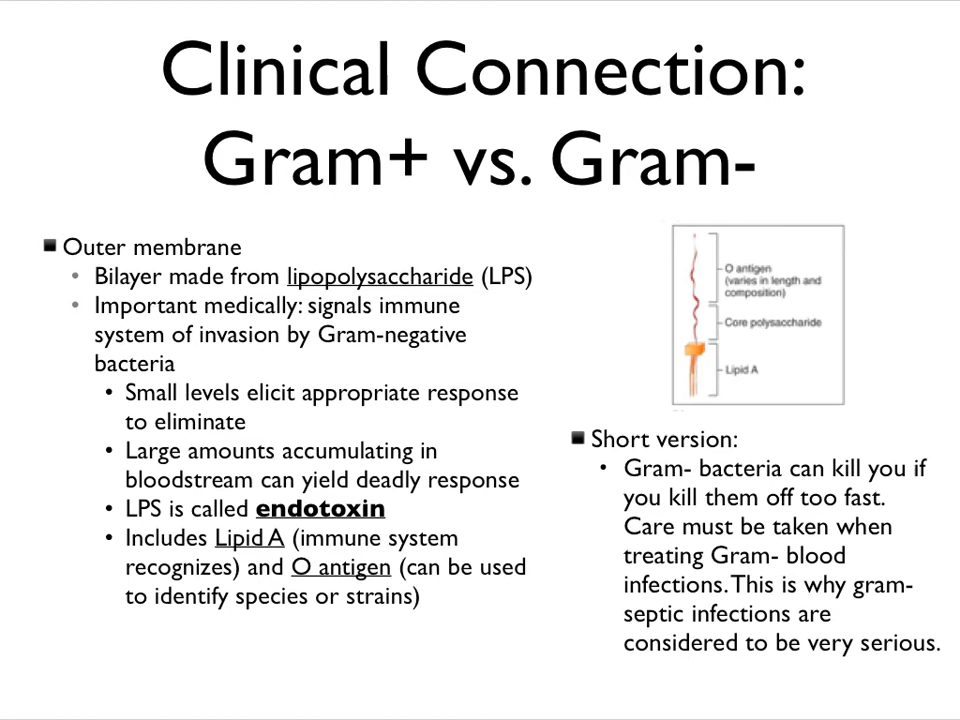 Clinical Connection:
Gram+ vs. Gram-
Outer membrane
• Bilayer made from lipopolysaccharide (LPS)
• Important medically: signals immune
system of invasion by Gram-negative
bacteria
• Small levels elicit appropriate response
to eliminate
• Large amounts accumulating in
bloodstream can yield deadly response
• LPS is called endotoxin
• Includes Lipid A (immune system
recognizes) and O antigen (can be used
to identify species or strains)
O antigen
(varies in length and
composition)
Core polysaccharide
Lipid A
Short version:
• Gram- bacteria can kill you if
you kill them off too fast.
Care must be taken when
treating Gram- blood
infections. This is why gram-
septic infections are
considered to be very serious.